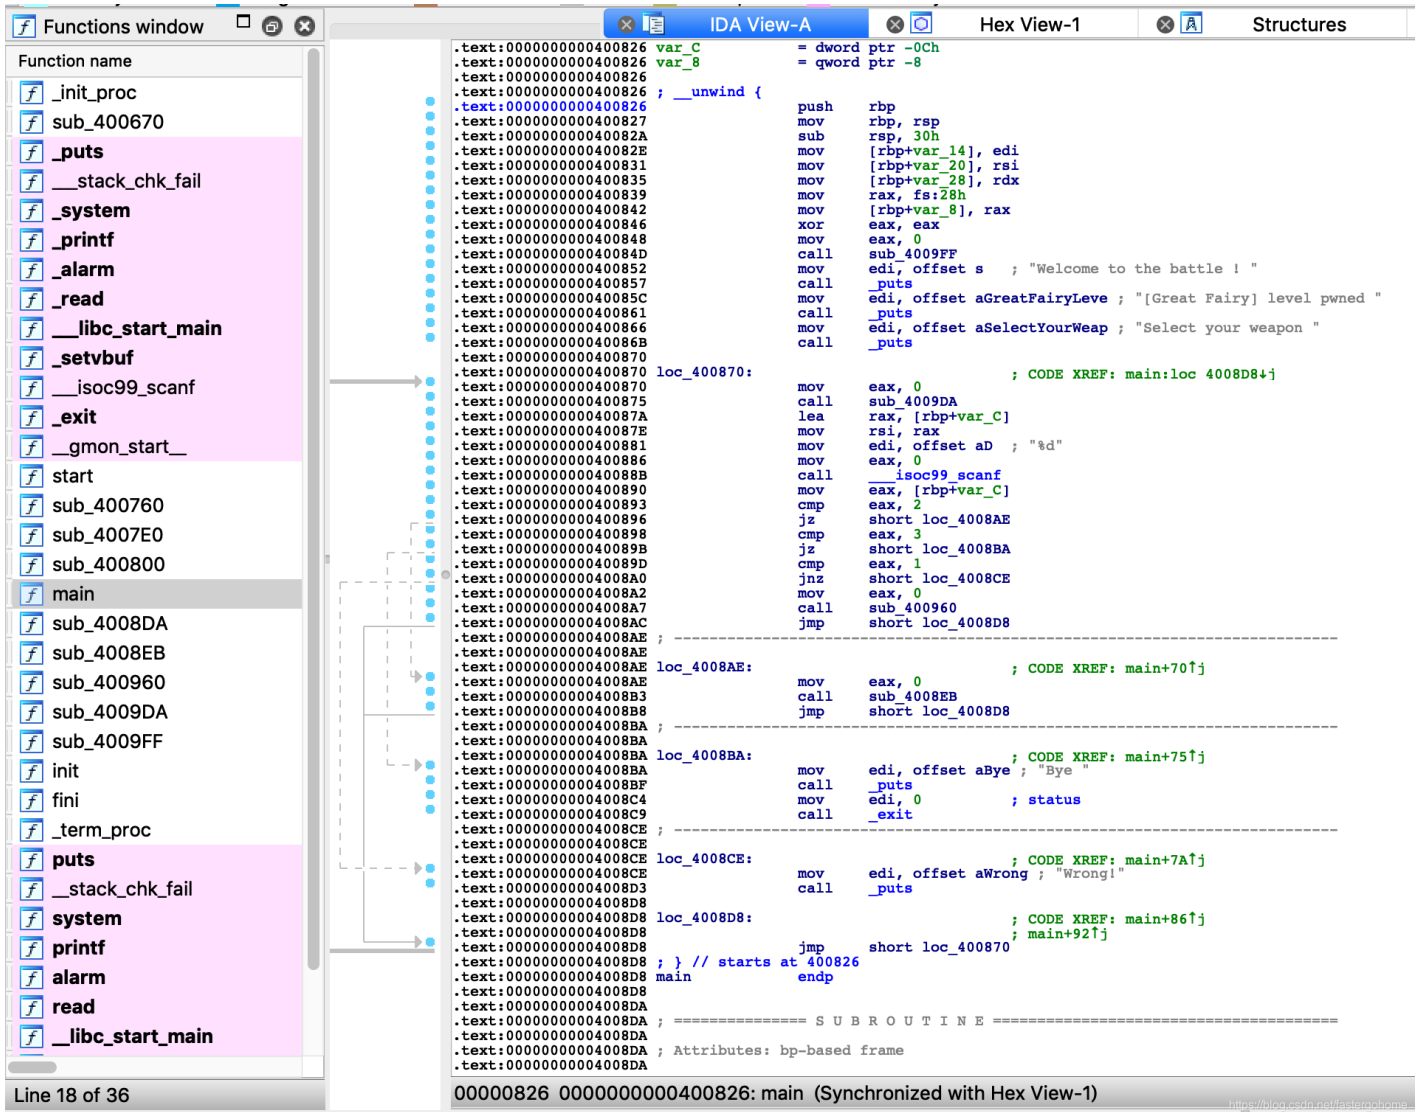 Functions window
IDA View-A
Hex View-1
Structures
Function name
_init_proc
sub_400670
_puts
___stack_chk_fail
_system
_printf
_alarm
_read
___libc_start_main
_setvbuf
___isoc99_scanf
_exit
__gmon_start__
start
sub_400760
sub_4007E0
sub_400800
main
sub_4008DA
sub_4008EB
sub_400960
sub_4009DA
sub_4009FF
init
fini
_term_proc
puts
__stack_chk_fail
system
printf
alarm
read
__libc_start_main
Line 18 of 36
.text:0000000000400826 var_C = dword ptr -0Ch
.text:0000000000400826 var_8 = qword ptr -8
.text:0000000000400826
.text:0000000000400826 ; __unwind {
.text:0000000000400826 push rbp
.text:0000000000400827 mov rbp, rsp
.text:000000000040082A sub rsp, 30h
.text:000000000040082E mov [rbp+var_14], edi
.text:0000000000400831 mov [rbp+var_20], rsi
.text:0000000000400835 mov [rbp+var_28], rdx
.text:0000000000400839 mov rax, fs:28h
.text:0000000000400842 mov [rbp+var_8], rax
.text:0000000000400846 xor eax, eax
.text:0000000000400848 mov eax, 0
.text:000000000040084D call sub_4009FF
.text:0000000000400852 mov edi, offset s ; "Welcome to the battle ! "
.text:0000000000400857 call _puts
.text:000000000040085C mov edi, offset aGreatFairyLeve ; "[Great Fairy] level pwned "
.text:0000000000400861 call _puts
.text:0000000000400866 mov edi, offset aSelectYourWeap ; "Select your weapon "
.text:000000000040086B call _puts
.text:0000000000400870
.text:0000000000400870 loc_400870: ; CODE XREF: main:loc_4008D8↓j
.text:0000000000400870 mov eax, 0
.text:0000000000400875 call sub_4009DA
.text:000000000040087A lea rax, [rbp+var_C]
.text:000000000040087E mov rsi, rax
.text:0000000000400881 mov edi, offset aD ; "%d"
.text:0000000000400886 mov eax, 0
.text:000000000040088B call ___isoc99_scanf
.text:0000000000400890 mov eax, [rbp+var_C]
.text:0000000000400893 cmp eax, 2
.text:0000000000400896 jz short loc_4008AE
.text:0000000000400898 cmp eax, 3
.text:000000000040089B jz short loc_4008BA
.text:000000000040089D cmp eax, 1
.text:00000000004008A0 jnz short loc_4008CE
.text:00000000004008A2 mov eax, 0
.text:00000000004008A7 call sub_400960
.text:00000000004008AC jmp short loc_4008D8
.text:00000000004008AE ; ---------------------------------------------------------------------------
.text:00000000004008AE
.text:00000000004008AE loc_4008AE: ; CODE XREF: main+70↑j
.text:00000000004008AE mov eax, 0
.text:00000000004008B3 call sub_4008EB
.text:00000000004008B8 jmp short loc_4008D8
.text:00000000004008BA ; ---------------------------------------------------------------------------
.text:00000000004008BA
.text:00000000004008BA loc_4008BA: ; CODE XREF: main+75↑j
.text:00000000004008BA mov edi, offset aBye ; "Bye "
.text:00000000004008BF call _puts
.text:00000000004008C4 mov edi, 0 ; status
.text:00000000004008C9 call _exit
.text:00000000004008CE ; ---------------------------------------------------------------------------
.text:00000000004008CE
.text:00000000004008CE loc_4008CE: ; CODE XREF: main+7A↑j
.text:00000000004008CE mov edi, offset aWrong ; "Wrong!"
.text:00000000004008D3 call _puts
.text:00000000004008D8
.text:00000000004008D8 loc_4008D8: ; CODE XREF: main+86↑j
.text:00000000004008D8 ; main+92↑j
.text:00000000004008D8 jmp short loc_400870
.text:00000000004008D8 ; } // starts at 400826
.text:00000000004008D8 main endp
.text:00000000004008D8
.text:00000000004008DA
.text:00000000004008DA ; =============== S U B R O U T I N E =======================================
.text:00000000004008DA
.text:00000000004008DA ; Attributes: bp-based frame
.text:00000000004008DA
00000826 0000000000400826: main (Synchronized with Hex View-1)
https://blog.csdn.net/fastergohome